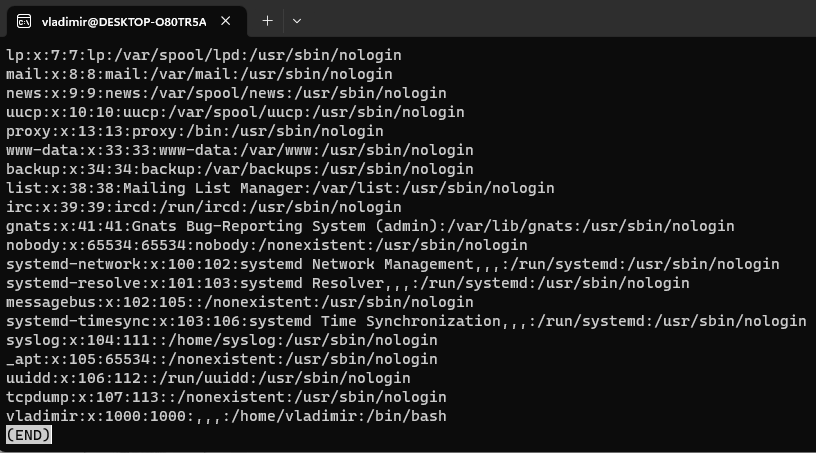 vladimir@DESKTOP-O80TR5A
lp:x:7:7:lp:/var/spool/lpd:/usr/sbin/nologin
mail:x:8:8:mail:/var/mail:/usr/sbin/nologin
news:x:9:9:news:/var/spool/news:/usr/sbin/nologin
uucp:x:10:10:uucp:/var/spool/uucp:/usr/sbin/nologin
proxy:x:13:13:proxy:/bin:/usr/sbin/nologin
www-data:x:33:33:www-data:/var/www:/usr/sbin/nologin
backup:x:34:34:backup:/var/backups:/usr/sbin/nologin
list:x:38:38:Mailing List Manager:/var/list:/usr/sbin/nologin
irc:x:39:39:ircd:/run/ircd:/usr/sbin/nologin
gnats:x:41:41:Gnats Bug-Reporting System (admin):/var/lib/gnats:/usr/sbin/nologin
nobody:x:65534:65534:nobody:/nonexistent:/usr/sbin/nologin
systemd-network:x:100:102:systemd Network Management,,,:/run/systemd:/usr/sbin/nologin
systemd-resolve:x:101:103:systemd Resolver,,,:/run/systemd:/usr/sbin/nologin
messagebus:x:102:105::/nonexistent:/usr/sbin/nologin
systemd-timesync:x:103:106:systemd Time Synchronization,,,:/run/systemd:/usr/sbin/nologin
syslog:x:104:111::/home/syslog:/usr/sbin/nologin
_apt:x:105:65534::/nonexistent:/usr/sbin/nologin
uuidd:x:106:112::/run/uuidd:/usr/sbin/nologin
tcpdump:x:107:113::/nonexistent:/usr/sbin/nologin
vladimir:x:1000:1000:,,,:/home/vladimir:/bin/bash
(END)